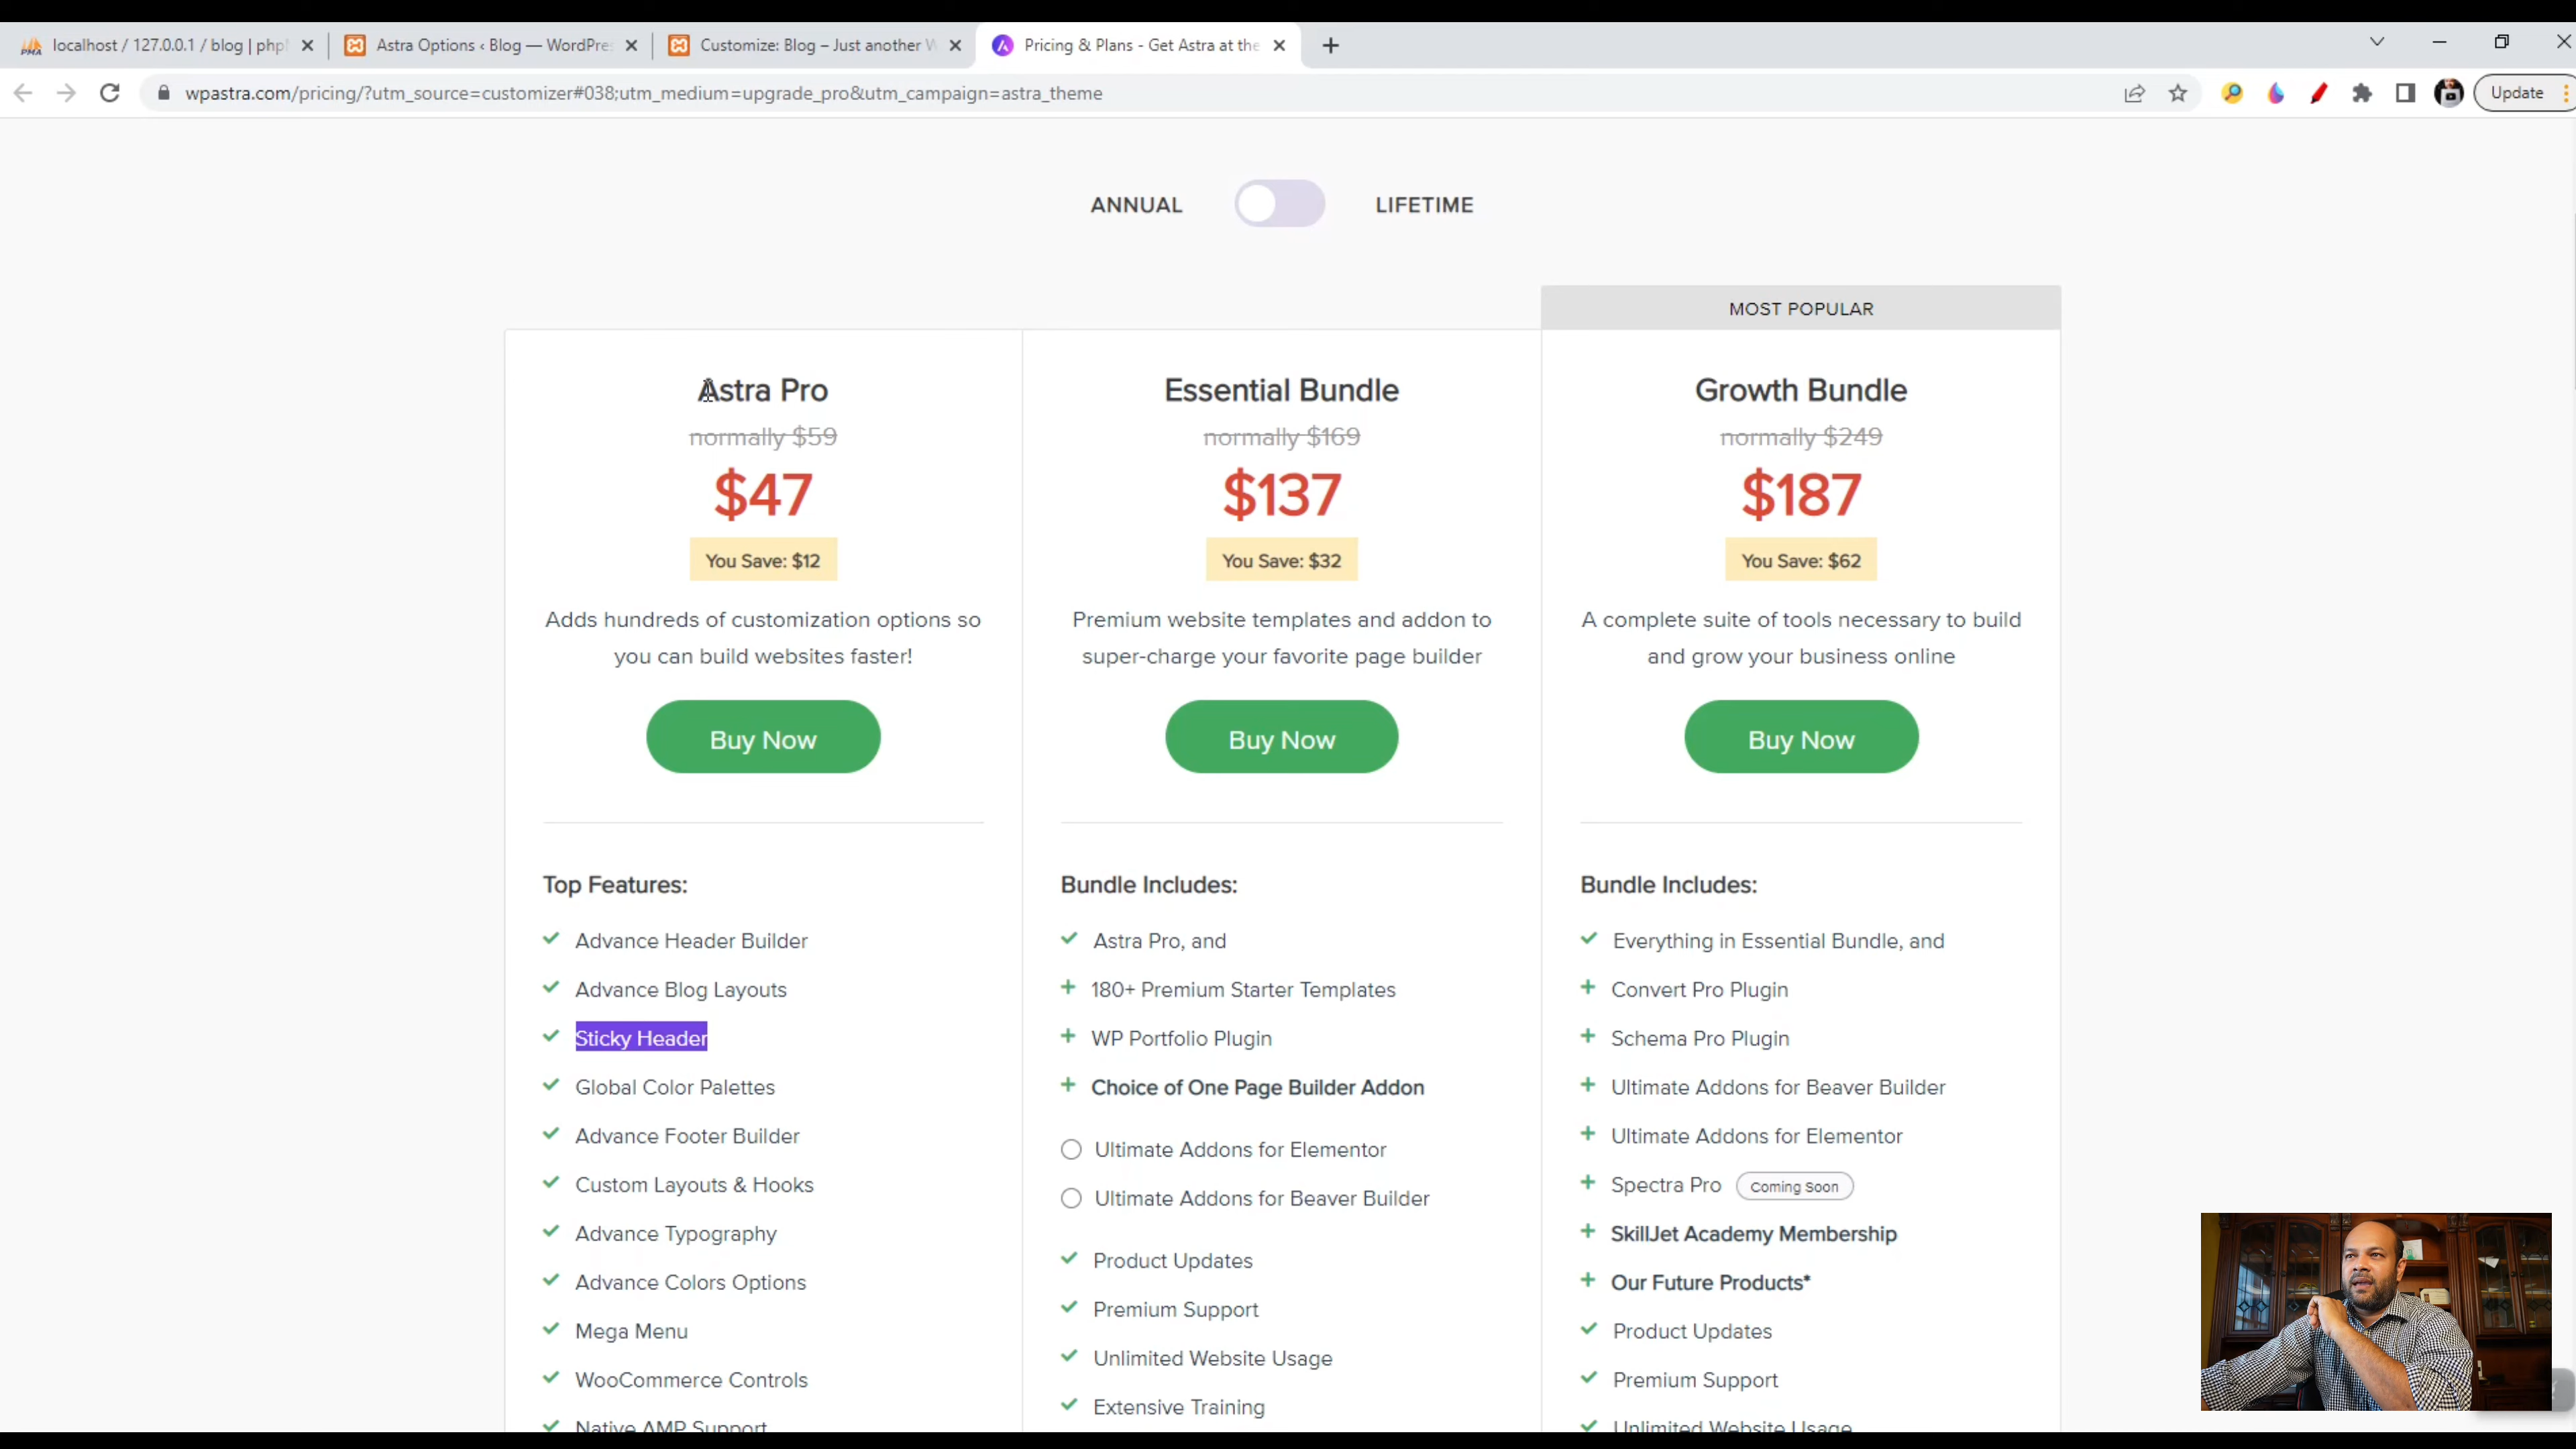 localhost / 127.0.0.1 / blog | php
Astra Options ‹ Blog — WordPre
Customize: Blog – Just another W
Pricing & Plans - Get Astra at the
wpastra.com/pricing/?utm_source=customizer#038;utm_medium=upgrade_pro&utm_campaign=astra_theme
Update
ANNUAL
LIFETIME
MOST POPULAR
Astra Pro
normally $59
$47
You Save: $12
Adds hundreds of customization options so
you can build websites faster!
Buy Now
Top Features:
Advance Header Builder
Advance Blog Layouts
Sticky Header
Global Color Palettes
Advance Footer Builder
Custom Layouts & Hooks
Advance Typography
Advance Colors Options
Mega Menu
WooCommerce Controls
Native AMP Support
Essential Bundle
normally $169
$137
You Save: $32
Premium website templates and addon to
super-charge your favorite page builder
Buy Now
Bundle Includes:
Astra Pro, and
180+ Premium Starter Templates
WP Portfolio Plugin
Choice of One Page Builder Addon
Ultimate Addons for Elementor
Ultimate Addons for Beaver Builder
Product Updates
Premium Support
Unlimited Website Usage
Extensive Training
Growth Bundle
normally $249
$187
You Save: $62
A complete suite of tools necessary to build
and grow your business online
Buy Now
Bundle Includes:
Everything in Essential Bundle, and
Convert Pro Plugin
Schema Pro Plugin
Ultimate Addons for Beaver Builder
Ultimate Addons for Elementor
Spectra Pro Coming Soon
SkillJet Academy Membership
Our Future Products*
Product Updates
Premium Support
Unlimited Website Usage